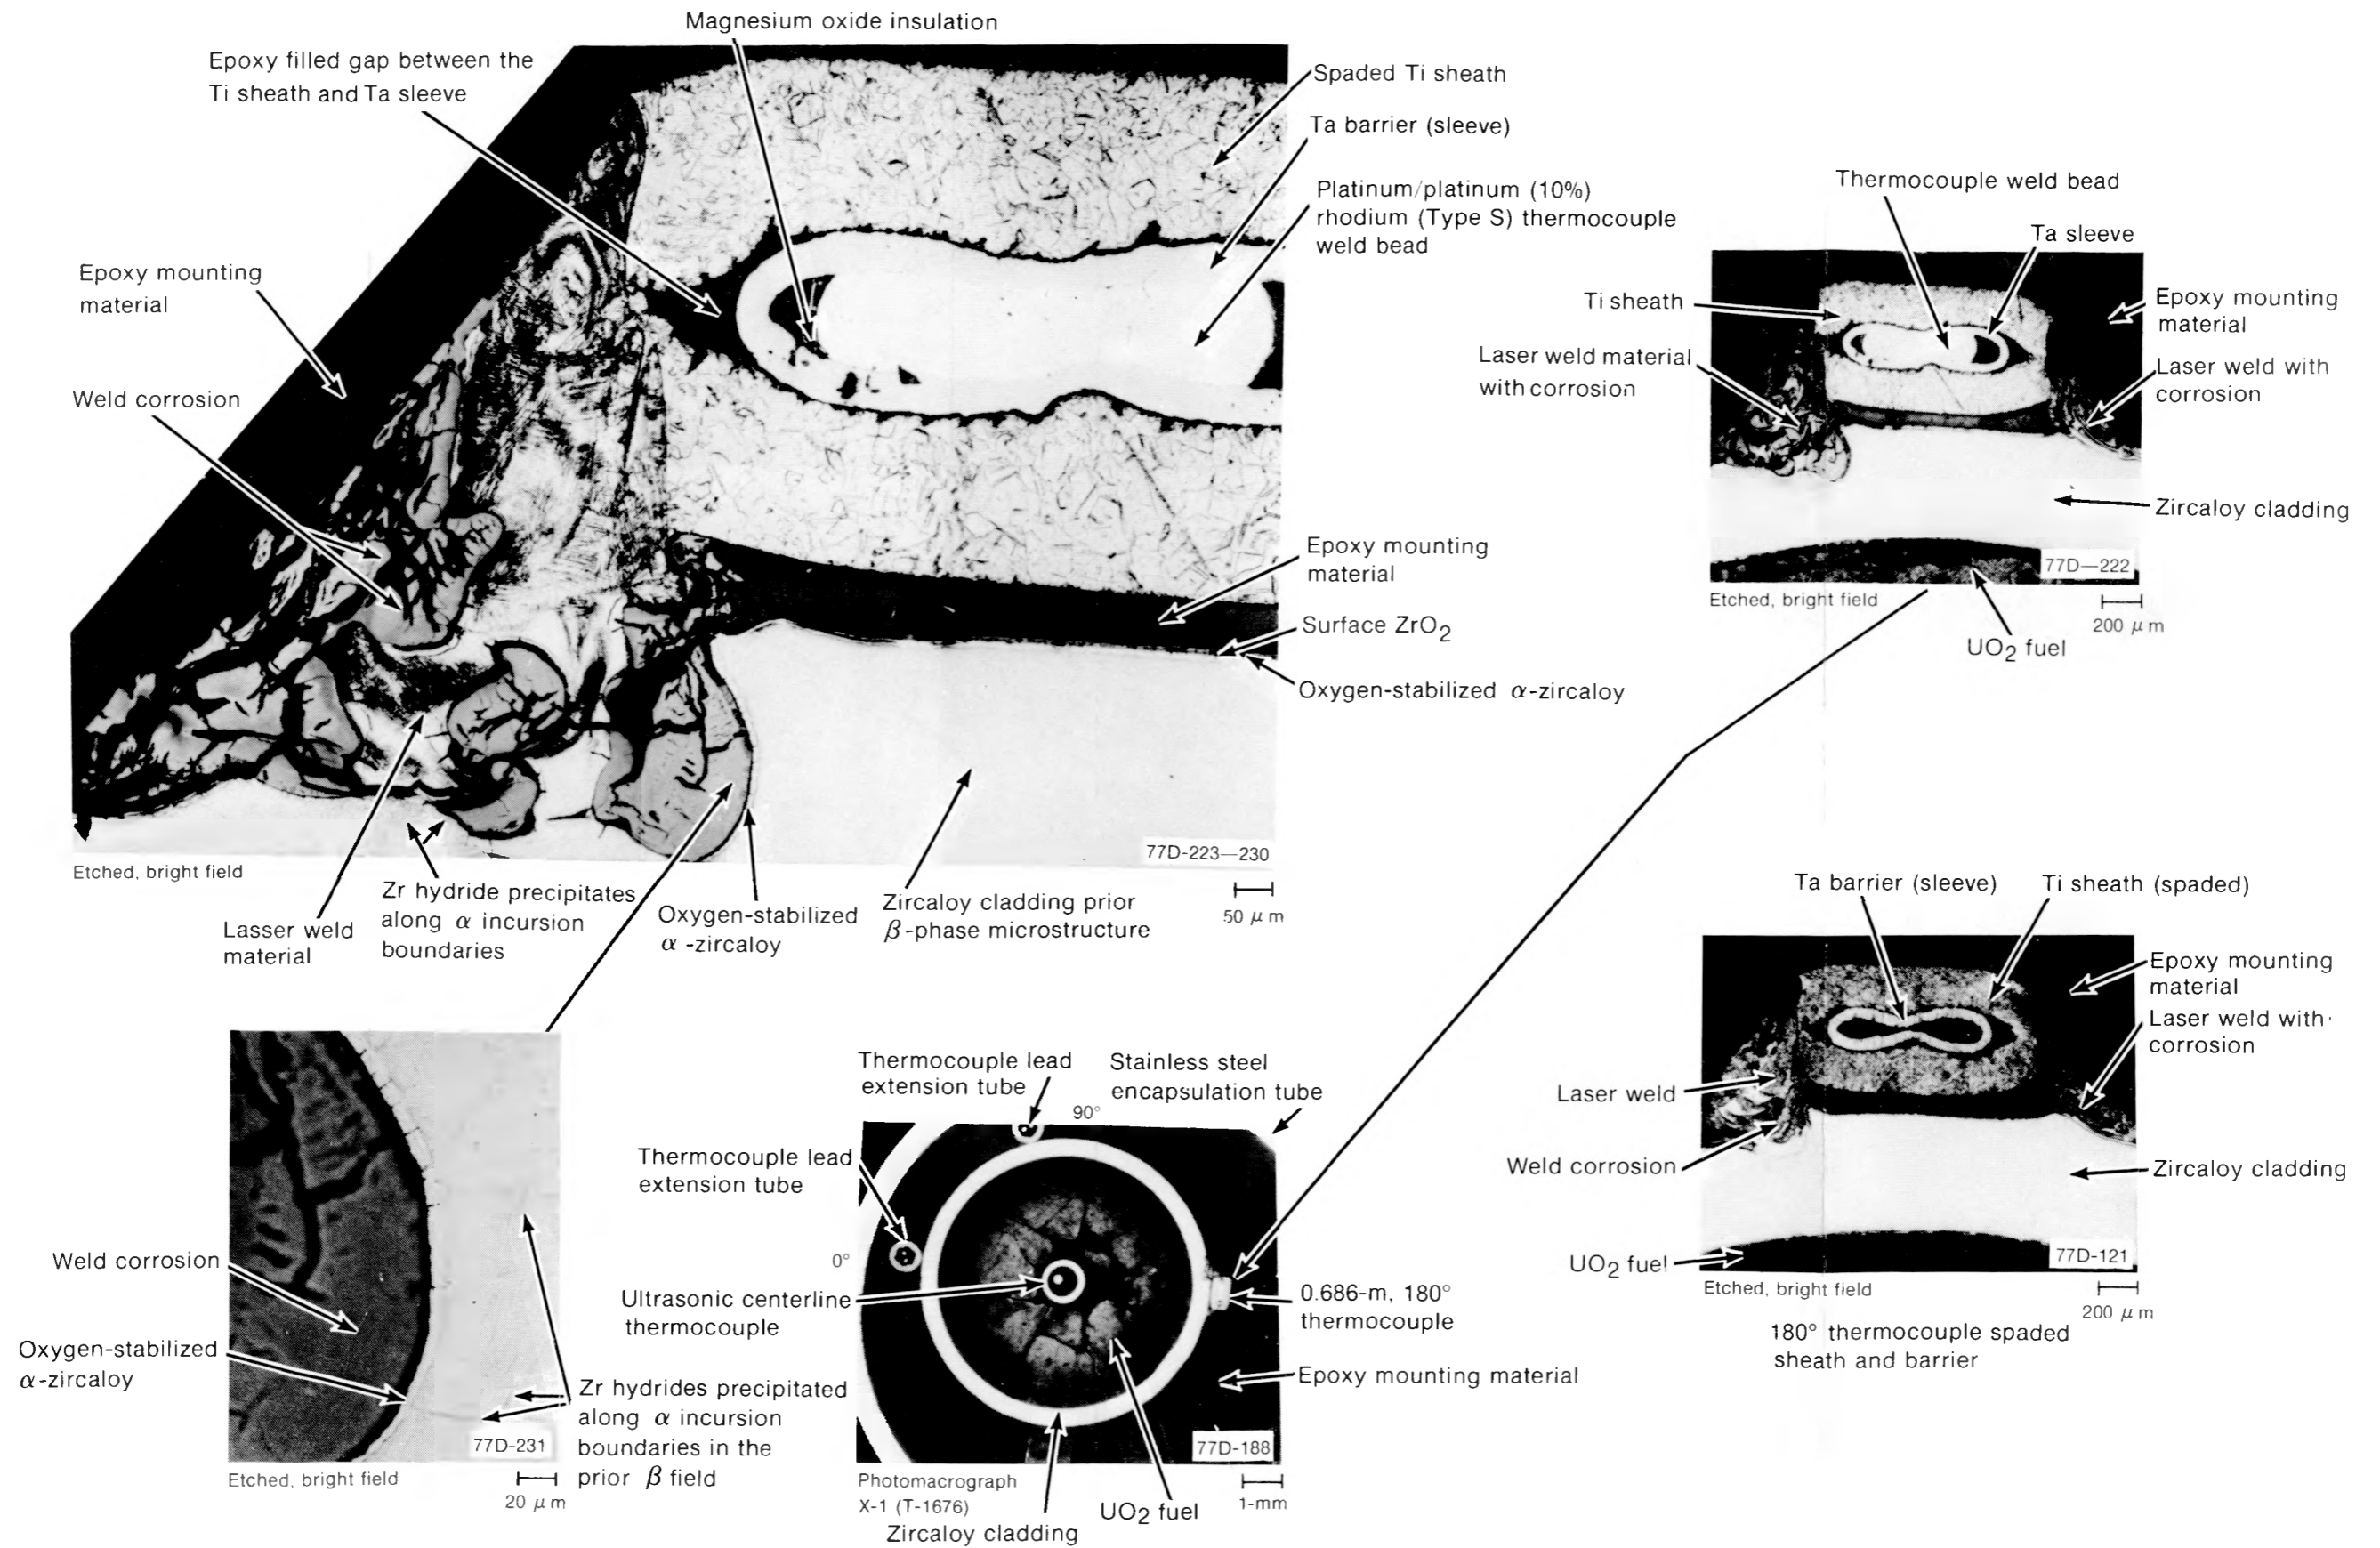 Magnesium oxide insulation
Epoxy filled gap between the
Ti sheath and Ta sleeve
Spaded Ti sheath
Ta barrier (sleeve)
Platinum/platinum (10%)
rhodium (Type S) thermocouple
weld bead
Epoxy mounting
material
Weld corrosion
Epoxy mounting
material
Surface ZrO2
Oxygen-stabilized α-zircaloy
77D-223—230
Etched, bright field
50 μm
Lasser weld
material
Zr hydride precipitates
along α incursion
boundaries
Oxygen-stabilized
α-zircaloy
Zircaloy cladding prior
β-phase microstructure
Thermocouple weld bead
Ta sleeve
Ti sheath
Epoxy mounting
material
Laser weld material
with corrosion
Laser weld with
corrosion
Zircaloy cladding
77D—222
Etched, bright field
200 μm
UO2 fuel
Weld corrosion
Oxygen-stabilized
α-zircaloy
77D-231
Etched, bright field
20 μm
Zr hydrides precipitated
along α incursion
boundaries in the
prior β field
Thermocouple lead
extension tube
Stainless steel
encapsulation tube
90°
Thermocouple lead
extension tube
0°
Ultrasonic centerline
thermocouple
0.686-m, 180°
thermocouple
Epoxy mounting material
77D-188
Photomacrograph
X-1 (T-1676)
1-mm
UO2 fuel
Zircaloy cladding
Ta barrier (sleeve)
Ti sheath (spaded)
Epoxy mounting
material
Laser weld with
corrosion
Laser weld
Weld corrosion
Zircaloy cladding
UO2 fuel
77D-121
Etched, bright field
200 μm
180° thermocouple spaded
sheath and barrier